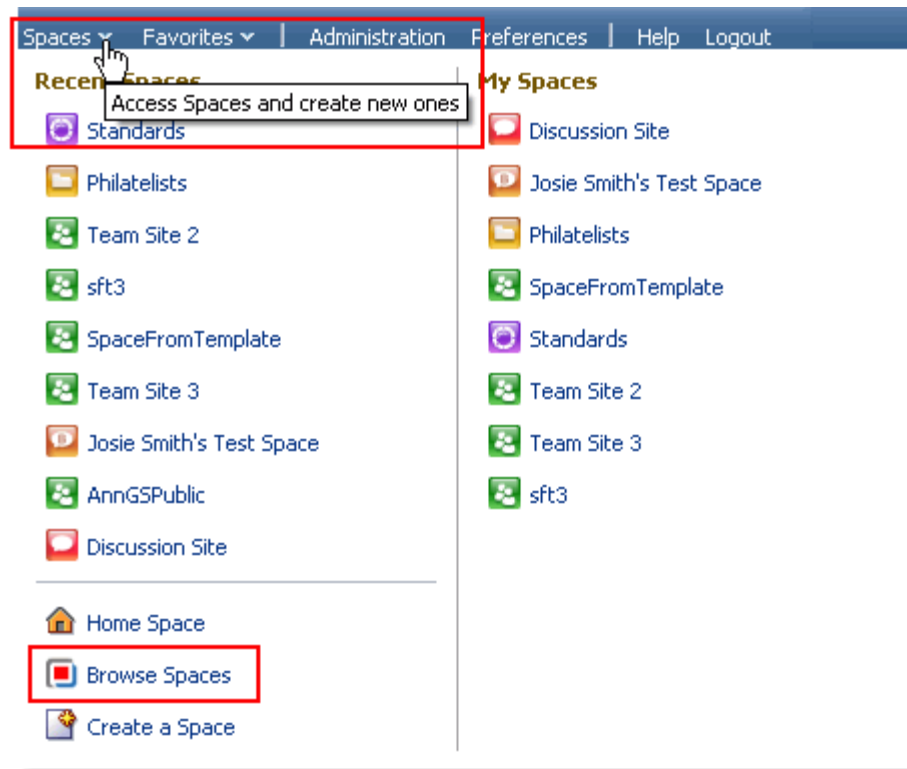 Spaces Favorites | Administration Preferences | Help Logout
Recent Spaces
Access Spaces and create new ones
Standards
Philatelists
Team Site 2
sft3
SpaceFromTemplate
Team Site 3
Josie Smith's Test Space
AnnGSPublic
Discussion Site
Home Space
Browse Spaces
Create a Space
My Spaces
Discussion Site
Josie Smith's Test Space
Philatelists
SpaceFromTemplate
Standards
Team Site 2
Team Site 3
sft3